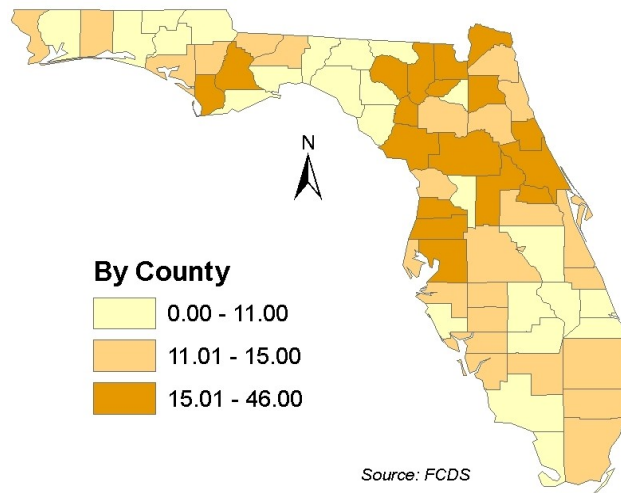 N
By County
0.00 - 11.00
11.01 - 15.00
15.01 - 46.00
Source: FCDS